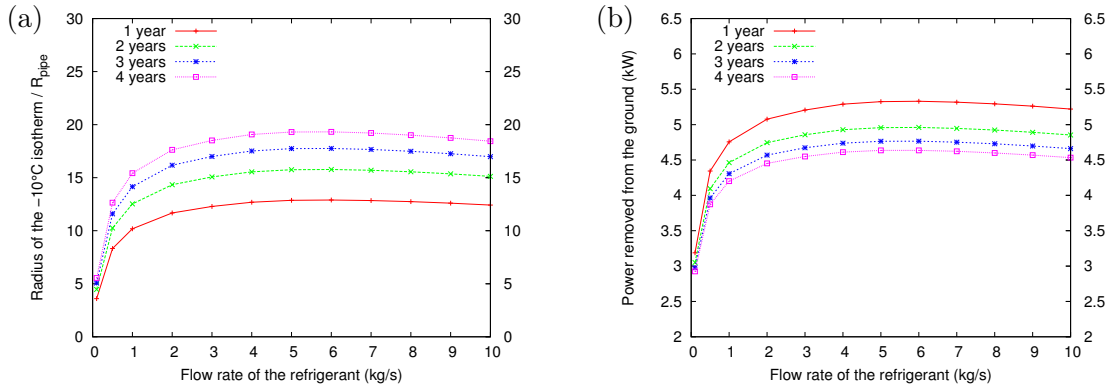 (a)
Radius of the −10°C isotherm / R_pipe
30
25
20
15
10
5
0
1 year
2 years
3 years
4 years
30
25
20
15
10
5
0
0 1 2 3 4 5 6 7 8 9 10
Flow rate of the refrigerant (kg/s)
(b)
Power removed from the ground (kW)
6.5
6
5.5
5
4.5
4
3.5
3
2.5
2
1 year
2 years
3 years
4 years
6.5
6
5.5
5
4.5
4
3.5
3
2.5
2
0 1 2 3 4 5 6 7 8 9 10
Flow rate of the refrigerant (kg/s)